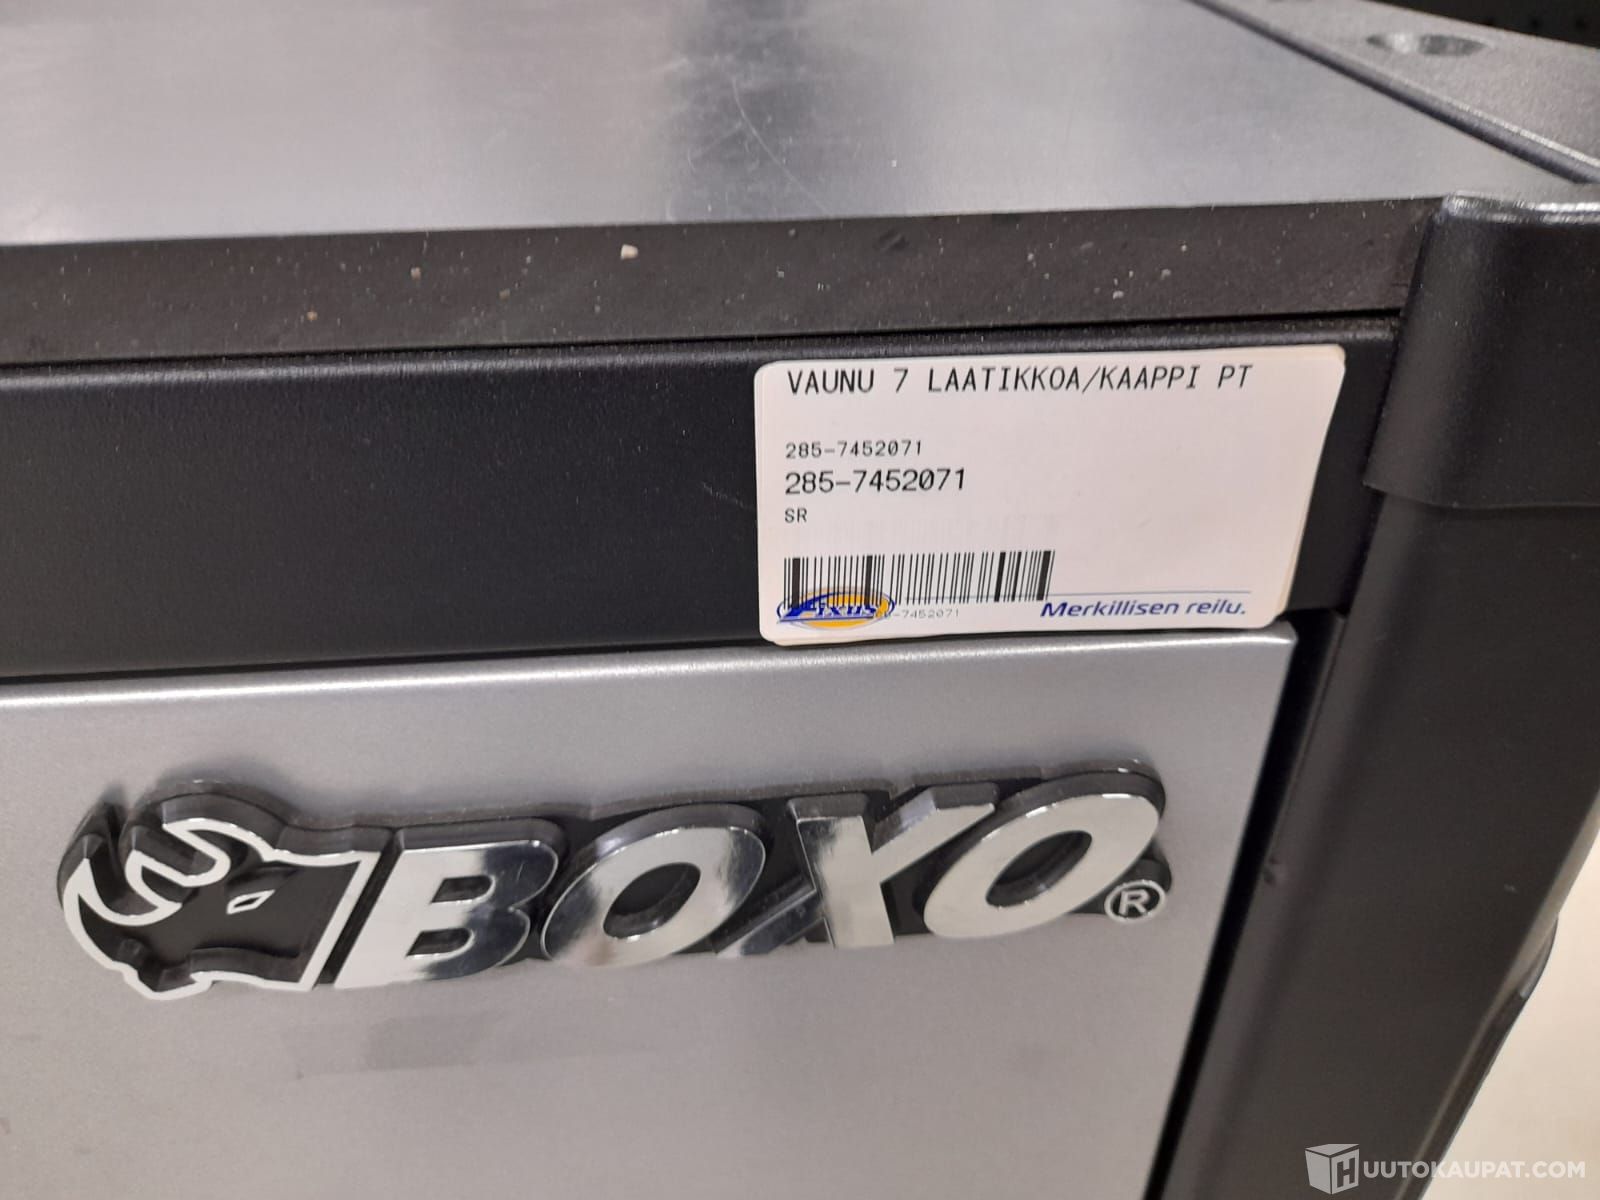 VAUNU 7 LAATIKKOA/KAAPPI PT
285-7452071
285-7452071
SR
Fixus
-7452071
Merkillisen reilu.
BOXO®
HUUTOKAUPAT.COM